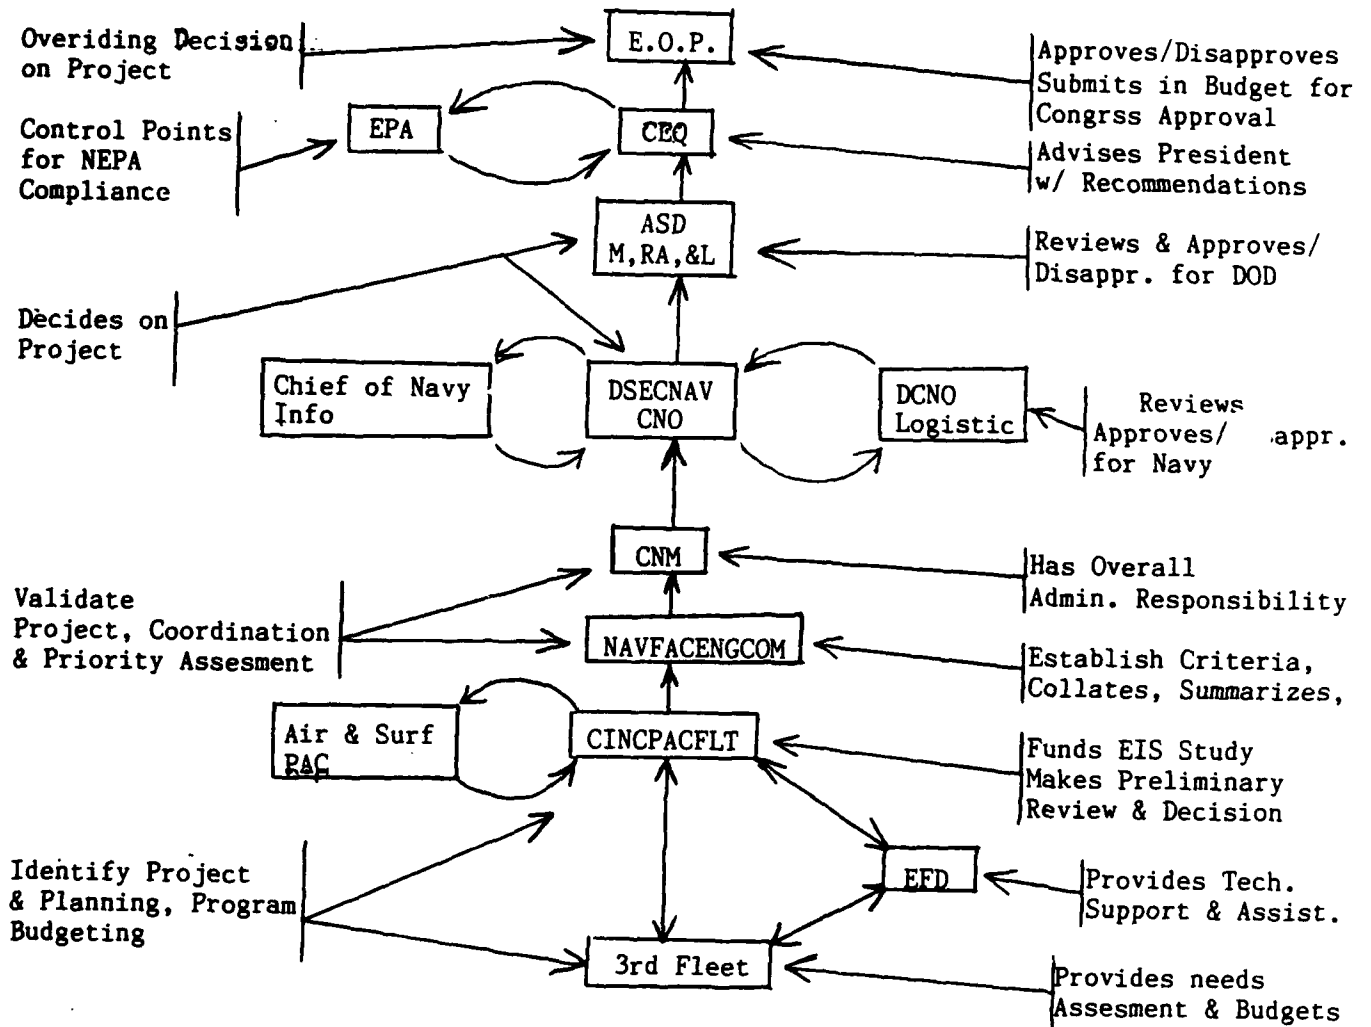 Overiding Decision
on Project
E.O.P.
Approves/Disapproves
Submits in Budget for
Congrss Approval
Control Points
for NEPA
Compliance
EPA
CEQ
Advises President
w/ Recommendations
ASD
M,RA,&L
Reviews & Approves/
Disappr. for DOD
Decides on
Project
Chief of Navy
Info
DSECNAV
CNO
DCNO
Logistic
Reviews
Approves/ appr.
for Navy
CNM
Has Overall
Admin. Responsibility
Validate
Project, Coordination
& Priority Assesment
NAVFACENGCOM
Establish Criteria,
Collates, Summarizes,
Air & Surf
PAC
CINCPACFLT
Funds EIS Study
Makes Preliminary
Review & Decision
Identify Project
& Planning, Program
Budgeting
EFD
Provides Tech.
Support & Assist.
3rd Fleet
Provides needs
Assesment & Budgets